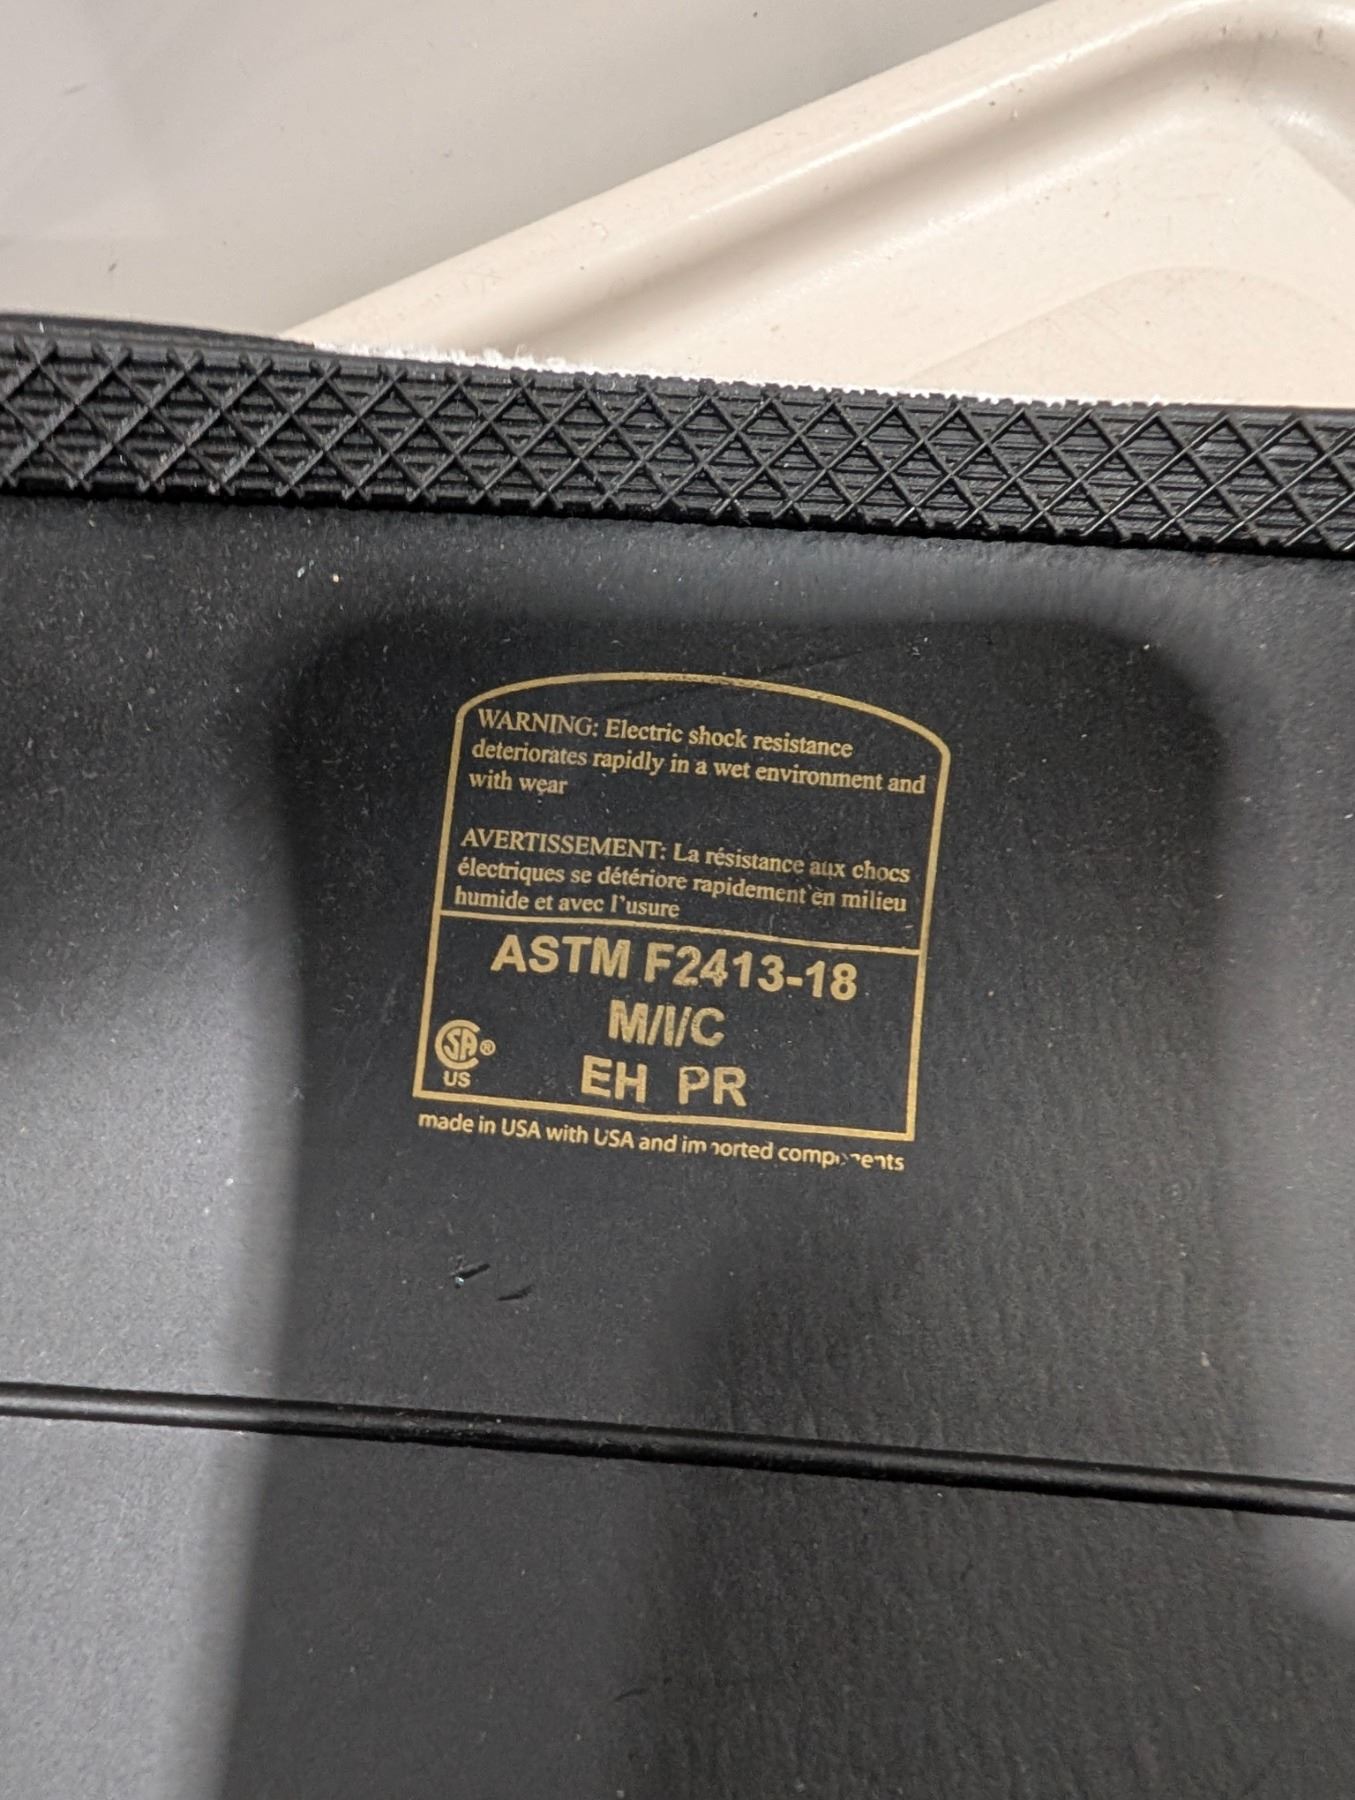 WARNING: Electric shock resistance
deteriorates rapidly in a wet environment and
with wear
AVERTISSEMENT: La résistance aux chocs
électriques se détériore rapidement en milieu
humide et avec l'usure
ASTM F2413-18
M/I/C
SA®
US
EH PR
made in USA with USA and imported components